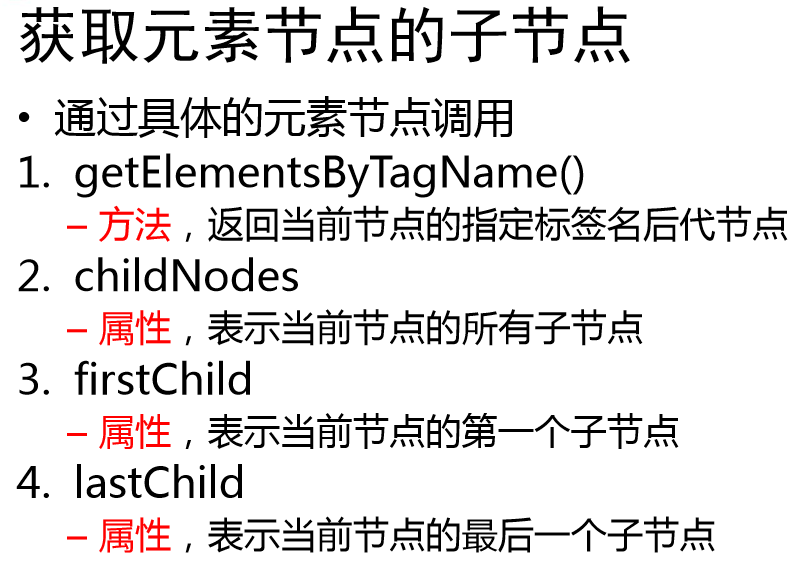 获取元素节点的子节点
• 通过具体的元素节点调用
1. getElementsByTagName()
– 方法，返回当前节点的指定标签名后代节点
2. childNodes
– 属性，表示当前节点的所有子节点
3. firstChild
– 属性，表示当前节点的第一个子节点
4. lastChild
– 属性，表示当前节点的最后一个子节点